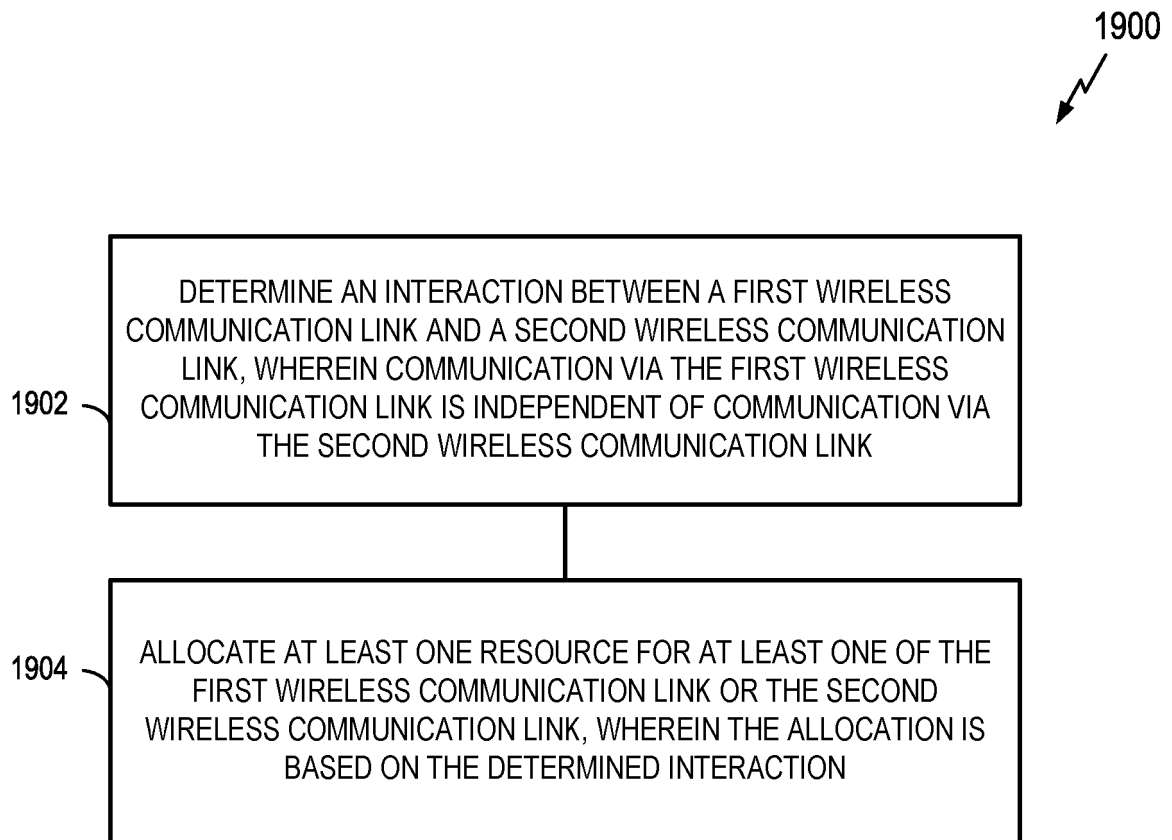 1900
DETERMINE AN INTERACTION BETWEEN A FIRST WIRELESS
COMMUNICATION LINK AND A SECOND WIRELESS COMMUNICATION
LINK, WHEREIN COMMUNICATION VIA THE FIRST WIRELESS
COMMUNICATION LINK IS INDEPENDENT OF COMMUNICATION VIA
THE SECOND WIRELESS COMMUNICATION LINK
1902
ALLOCATE AT LEAST ONE RESOURCE FOR AT LEAST ONE OF THE
FIRST WIRELESS COMMUNICATION LINK OR THE SECOND
WIRELESS COMMUNICATION LINK, WHEREIN THE ALLOCATION IS
BASED ON THE DETERMINED INTERACTION
1904